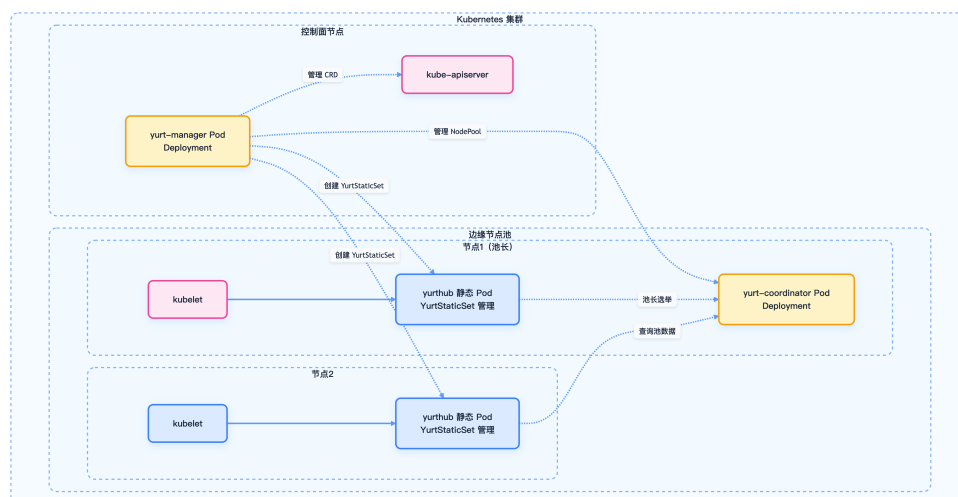 Kubernetes 集群
控制面节点
管理 CRD
kube-apiserver
yurt-manager Pod
Deployment
管理 NodePool
创建 YurtStaticSet
边缘节点池
节点1（池长）
创建 YurtStaticSet
kubelet
yurthub 静态 Pod
YurtStaticSet 管理
池长选举
yurt-coordinator Pod
Deployment
查询池数据
节点2
kubelet
yurthub 静态 Pod
YurtStaticSet 管理